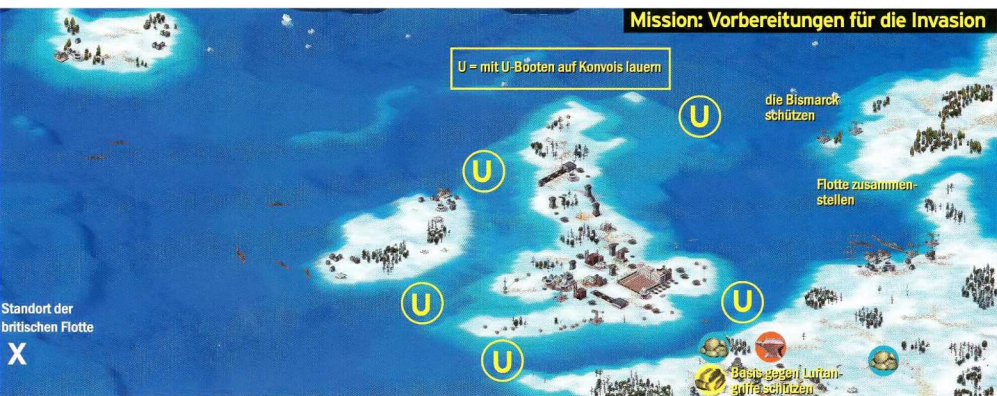 Mission: Vorbereitungen für die Invasion
U = mit U-Booten auf Konvois lauern
die Bismarck
schützen
U
U
Flotte zusammen-
stellen
Standort der
britischen Flotte
X
U
U
U
Basis gegen Luftan-
griffe schützen